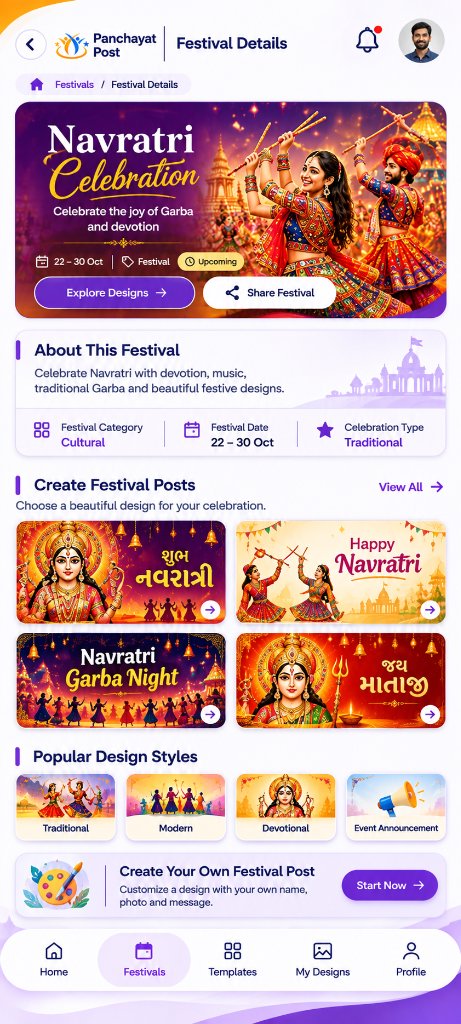 Panchayat
Post
Festival Details
Festivals / Festival Details
Navratri
Celebration
Celebrate the joy of Garba
and devotion
22 – 30 Oct
Festival
Upcoming
Explore Designs
Share Festival
About This Festival
Celebrate Navratri with devotion, music,
traditional Garba and beautiful festive designs.
Festival Category
Cultural
Festival Date
22 – 30 Oct
Celebration Type
Traditional
Create Festival Posts
View All
Choose a beautiful design for your celebration.
શુભ
નવરાત્રી
Happy
Navratri
Navratri
Garba Night
જય
માતાજી
Popular Design Styles
Traditional
Modern
Devotional
Event Announcement
Create Your Own Festival Post
Customize a design with your own name,
photo and message.
Start Now
Home
Festivals
Templates
My Designs
Profile